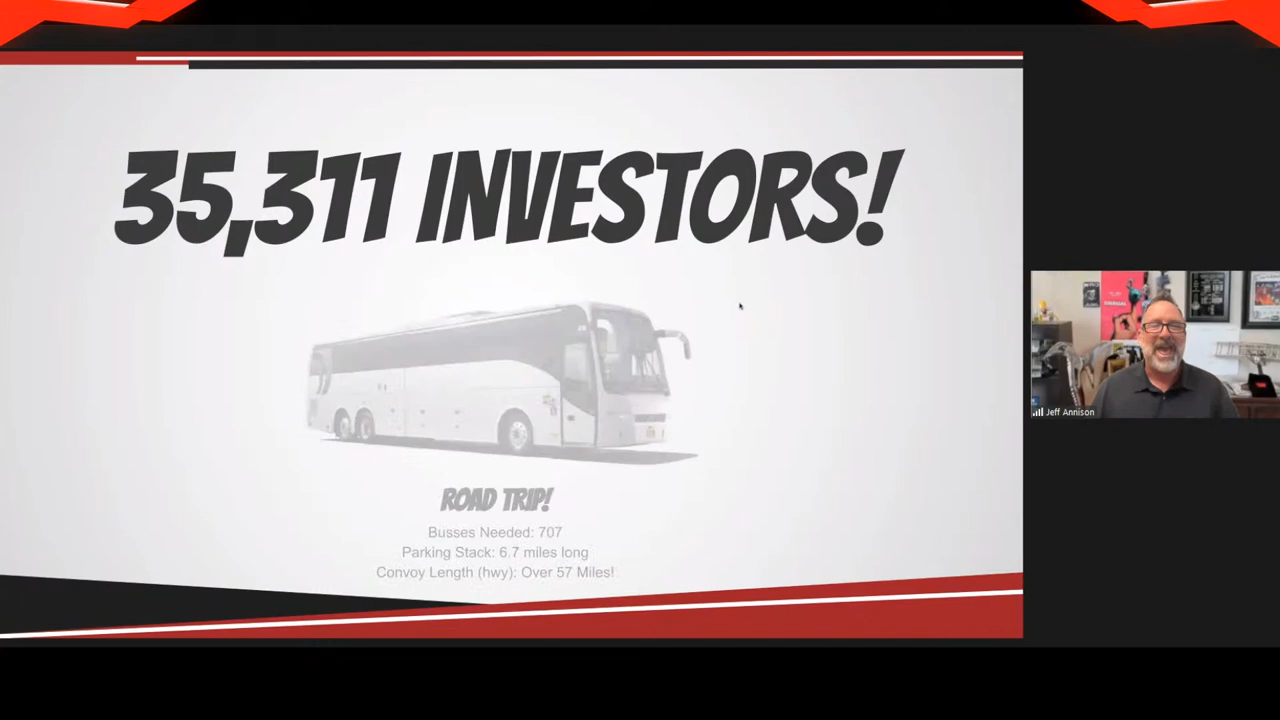 35,311 INVESTORS!
ROAD TRIP!
Busses Needed: 707
Parking Stack: 6.7 miles long
Convoy Length (hwy): Over 57 Miles!
Jeff Annison